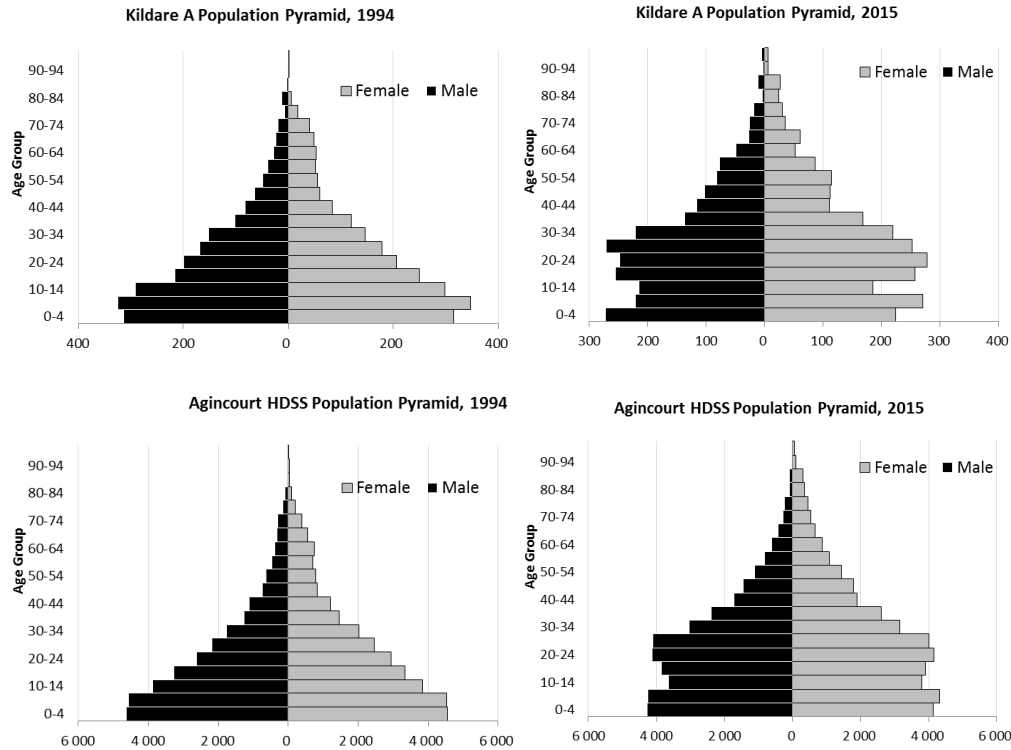 Kildare A Population Pyramid, 1994
Age Group
90-94
80-84
70-74
60-64
50-54
40-44
30-34
20-24
10-14
0-4
Female Male
400 200 0 200 400
Kildare A Population Pyramid, 2015
Age Group
90-94
80-84
70-74
60-64
50-54
40-44
30-34
20-24
10-14
0-4
Female Male
300 200 100 0 100 200 300 400
Agincourt HDSS Population Pyramid, 1994
Age Group
90-94
80-84
70-74
60-64
50-54
40-44
30-34
20-24
10-14
0-4
Female Male
6 000 4 000 2 000 0 2 000 4 000 6 000
Agincourt HDSS Population Pyramid, 2015
Age Group
90-94
80-84
70-74
60-64
50-54
40-44
30-34
20-24
10-14
0-4
Female Male
6 000 4 000 2 000 0 2 000 4 000 6 000